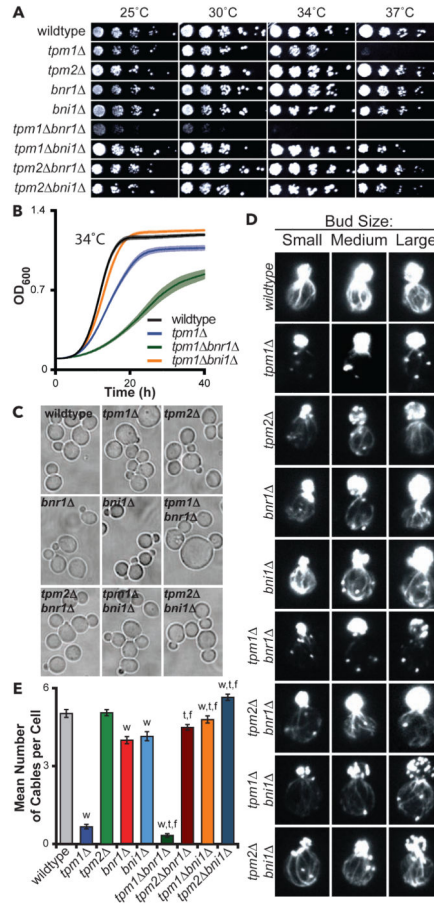 A
25°C 30°C 34°C 37°C
wildtype
tpm1Δ
tpm2Δ
bnr1Δ
bni1Δ
tpm1Δbnr1Δ
tpm1Δbni1Δ
tpm2Δbnr1Δ
tpm2Δbni1Δ
B
1.4
34°C
OD600
0.7
wildtype
tpm1Δ
tpm1Δbnr1Δ
tpm1Δbni1Δ
0
0 20 40
Time (h)
C
wildtype tpm1Δ tpm2Δ
bnr1Δ bni1Δ tpm1Δ
bnr1Δ
tpm2Δ tpm1Δ tpm2Δ
bnr1Δ bni1Δ bni1Δ
D
Bud Size:
Small Medium Large
wildtype
tpm1Δ
tpm2Δ
bnr1Δ
bni1Δ
tpm1Δ
bnr1Δ
tpm2Δ
bnr1Δ
tpm1Δ
bni1Δ
tpm2Δ
bni1Δ
E
Mean Number
of Cables per Cell
6
3
0
w w w w,t,f t,f w,t,f w,t,f
wildtype
tpm1Δ
tpm2Δ
bnr1Δ
bni1Δ
tpm1Δbnr1Δ
tpm2Δbnr1Δ
tpm1Δbni1Δ
tpm2Δbni1Δ